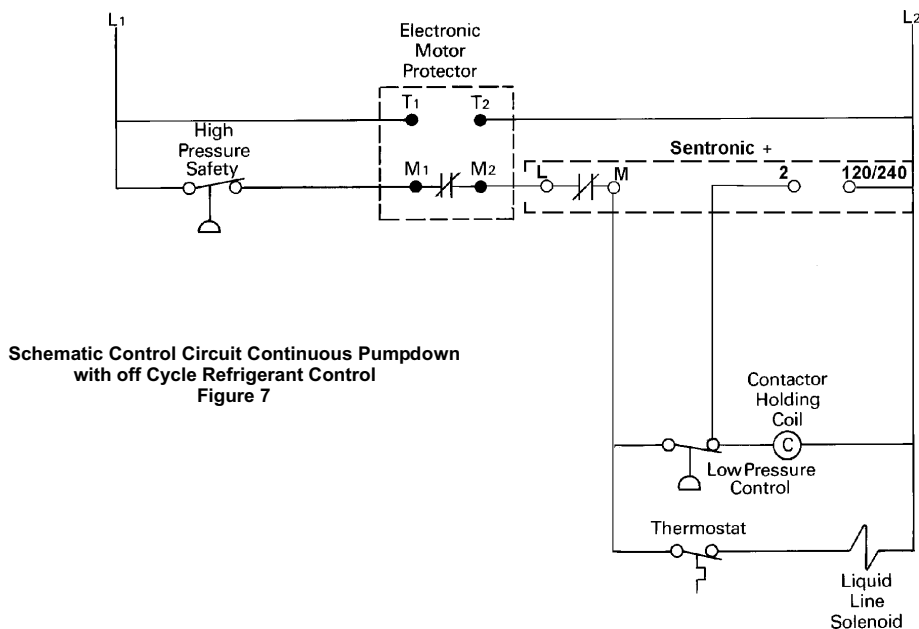 L1
L2
Electronic
Motor
Protector
T1
T2
High
Pressure
Safety
Sentronic +
M1
M2
L
M
2
120/240
Schematic Control Circuit Continuous Pumpdown
with off Cycle Refrigerant Control
Figure 7
Contactor
Holding
Coil
C
Low Pressure
Control
Thermostat
Liquid
Line
Solenoid